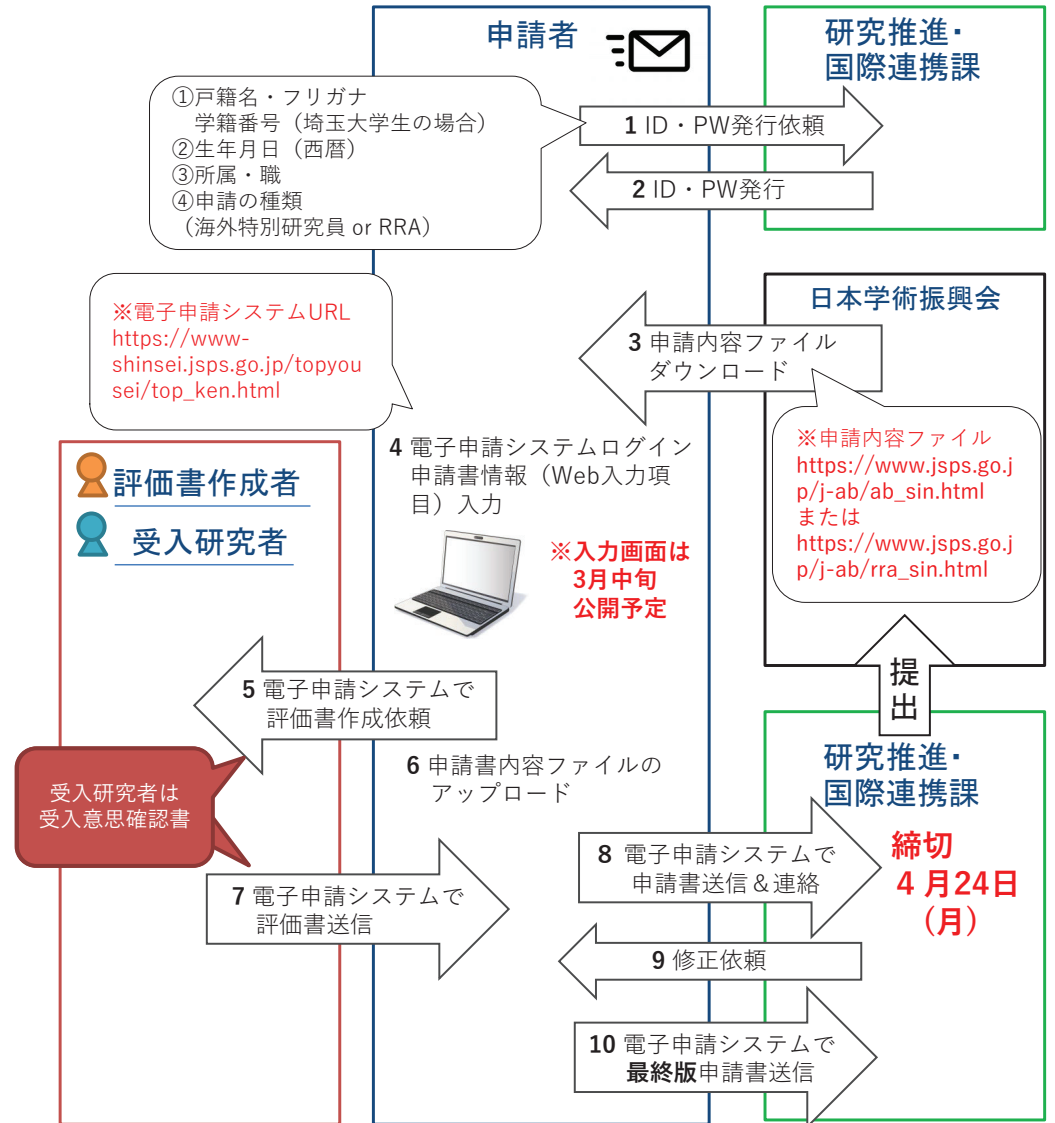 申請者
研究推進・
国際連携課
①戸籍名・フリガナ
学籍番号（埼玉大学生の場合）
②生年月日（西暦）
③所属・職
④申請の種類
（海外特別研究員 or RRA）
1 ID・PW発行依頼
2 ID・PW発行
※電子申請システムURL
https://www-
shinsei.jsps.go.jp/topyou
sei/top_ken.html
日本学術振興会
3 申請内容ファイル
ダウンロード
※申請内容ファイル
https://www.jsps.go.j
p/j-ab/ab_sin.html
または
https://www.jsps.go.j
p/j-ab/rra_sin.html
4 電子申請システムログイン
申請書情報（Web入力項
目）入力
※入力画面は
3月中旬
公開予定
評価書作成者
受入研究者
5 電子申請システムで
評価書作成依頼
提
出
6 申請書内容ファイルの
アップロード
研究推進・
国際連携課
受入研究者は
受入意思確認書
締切
４月24日
（月）
7 電子申請システムで
評価書送信
8 電子申請システムで
申請書送信＆連絡
9 修正依頼
10 電子申請システムで
最終版申請書送信